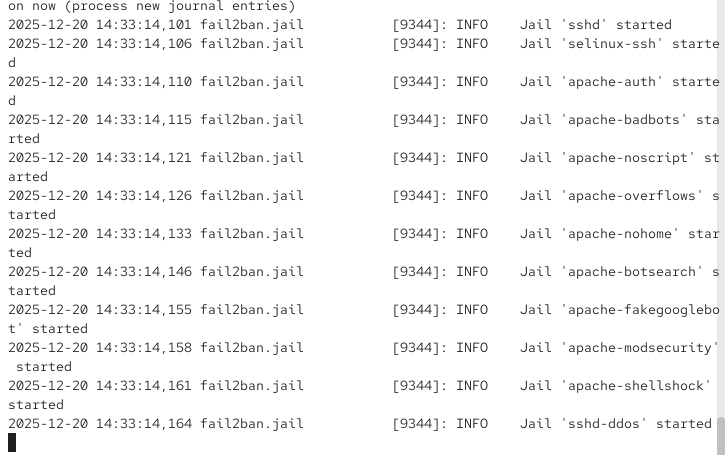 on now (process new journal entries)
2025-12-20 14:33:14,101 fail2ban.jail           [9344]: INFO    Jail 'sshd' started
2025-12-20 14:33:14,106 fail2ban.jail           [9344]: INFO    Jail 'selinux-ssh' starte
d
2025-12-20 14:33:14,110 fail2ban.jail           [9344]: INFO    Jail 'apache-auth' starte
d
2025-12-20 14:33:14,115 fail2ban.jail           [9344]: INFO    Jail 'apache-badbots' sta
rted
2025-12-20 14:33:14,121 fail2ban.jail           [9344]: INFO    Jail 'apache-noscript' st
arted
2025-12-20 14:33:14,126 fail2ban.jail           [9344]: INFO    Jail 'apache-overflows' s
tarted
2025-12-20 14:33:14,133 fail2ban.jail           [9344]: INFO    Jail 'apache-nohome' star
ted
2025-12-20 14:33:14,146 fail2ban.jail           [9344]: INFO    Jail 'apache-botsearch' s
tarted
2025-12-20 14:33:14,155 fail2ban.jail           [9344]: INFO    Jail 'apache-fakegooglebo
t' started
2025-12-20 14:33:14,158 fail2ban.jail           [9344]: INFO    Jail 'apache-modsecurity'
 started
2025-12-20 14:33:14,161 fail2ban.jail           [9344]: INFO    Jail 'apache-shellshock' 
started
2025-12-20 14:33:14,164 fail2ban.jail           [9344]: INFO    Jail 'sshd-ddos' started